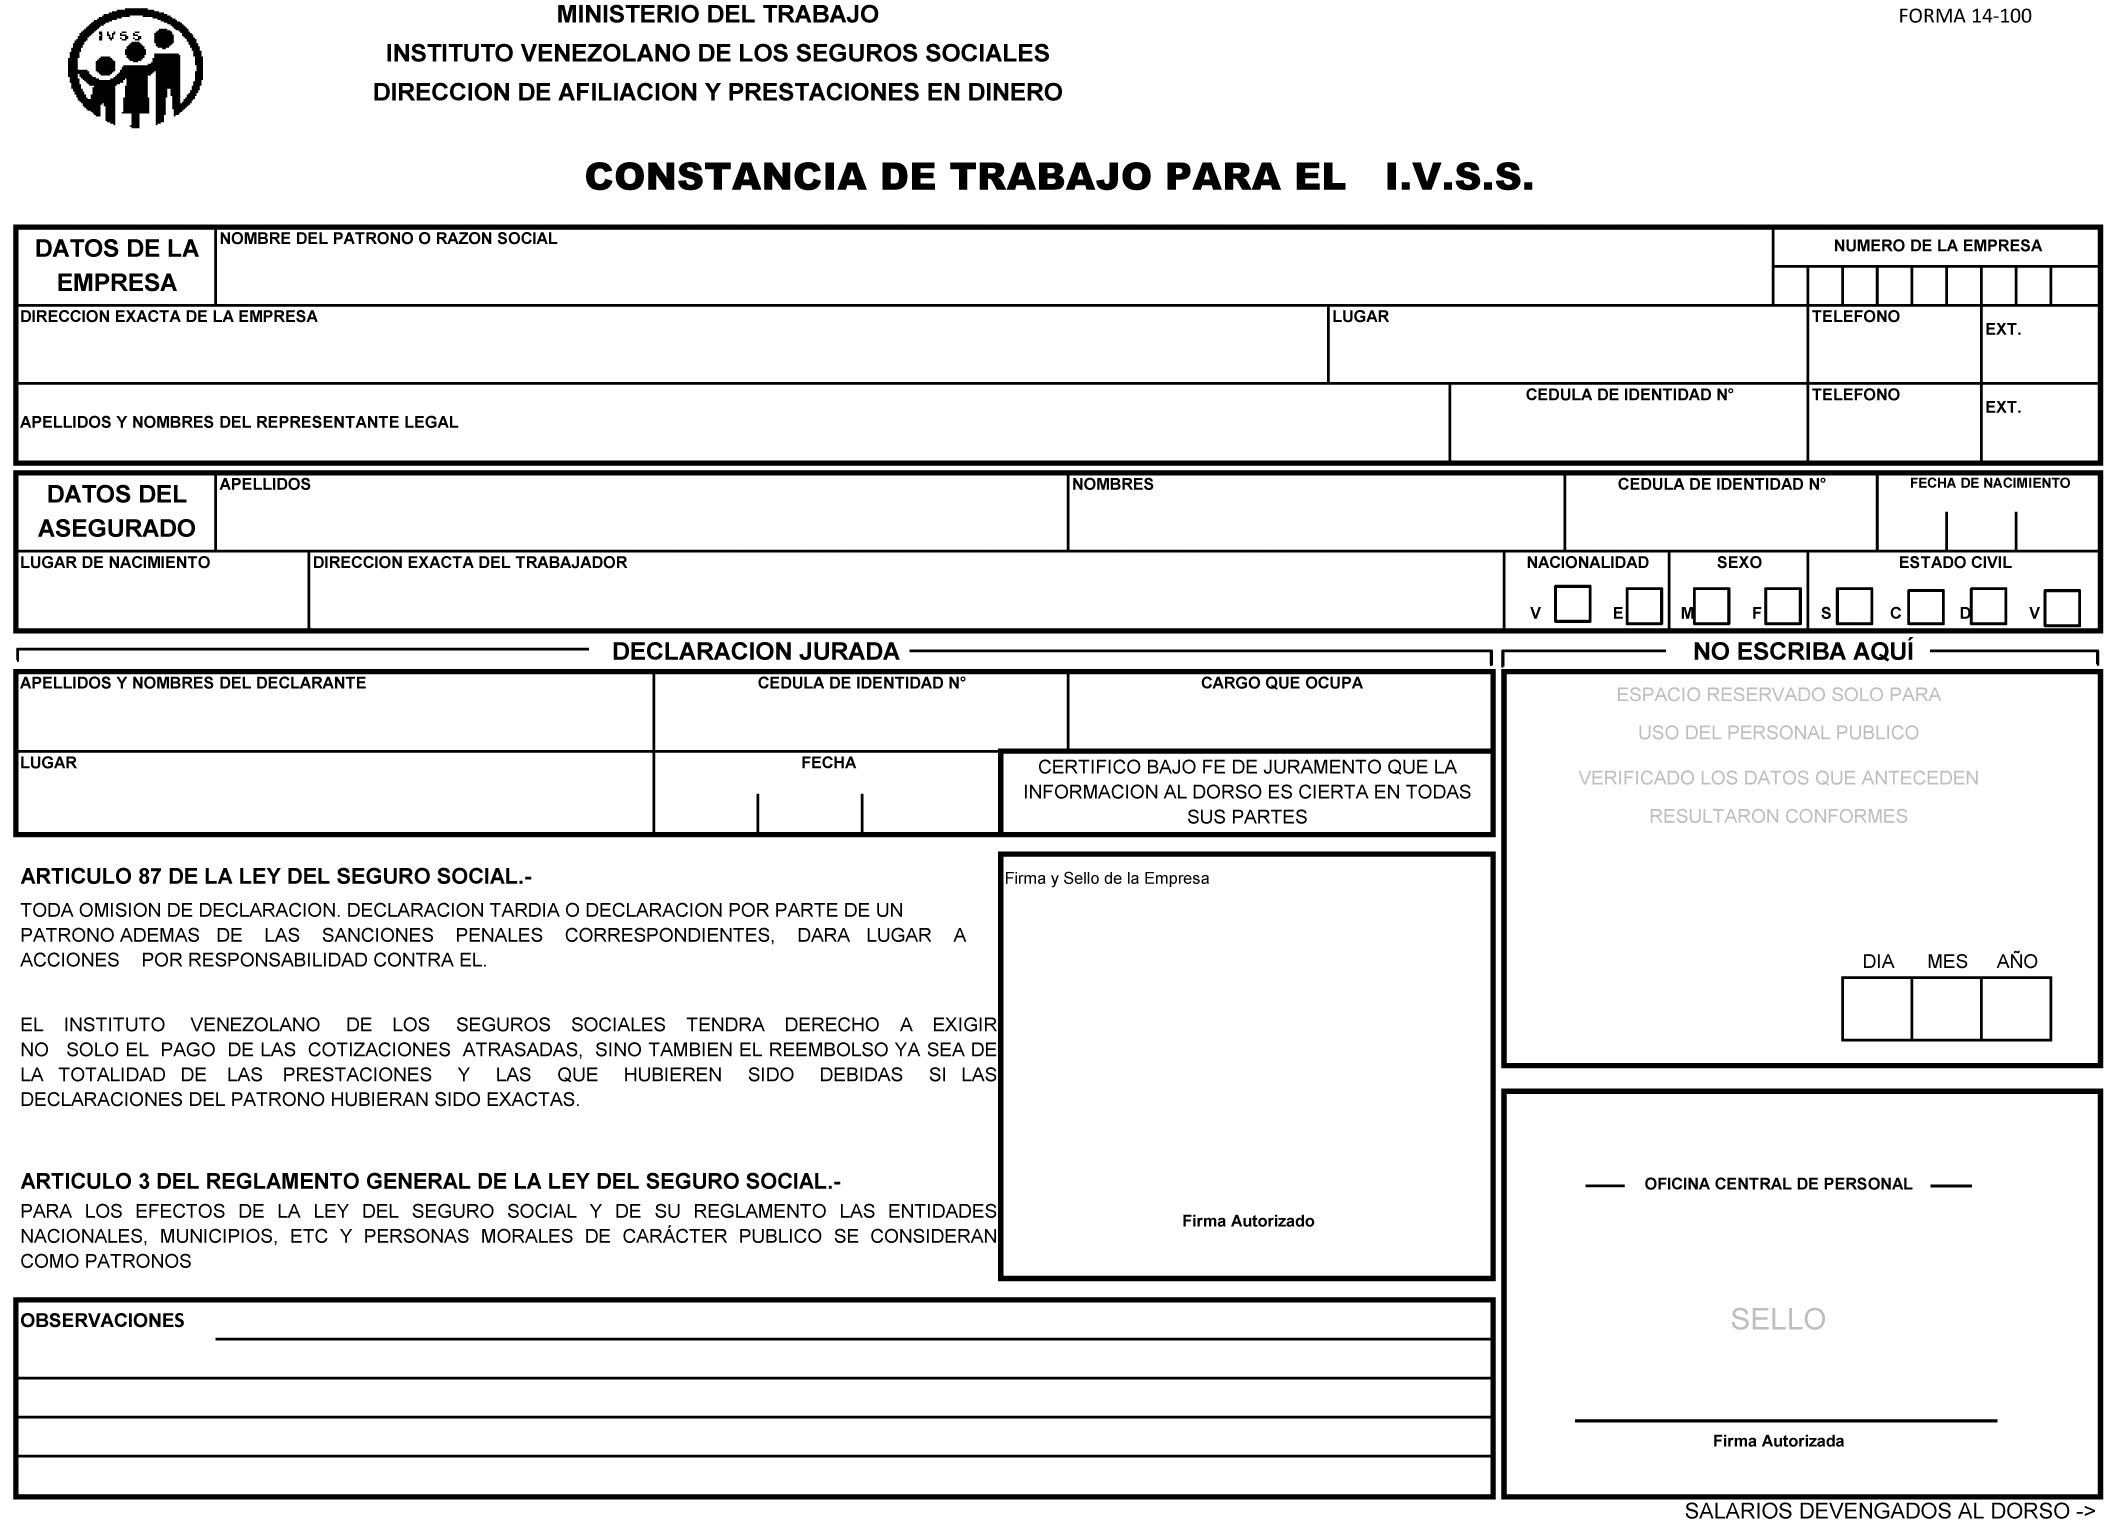 IVSS
MINISTERIO DEL TRABAJO
FORMA 14-100
INSTITUTO VENEZOLANO DE LOS SEGUROS SOCIALES
DIRECCION DE AFILIACION Y PRESTACIONES EN DINERO
CONSTANCIA DE TRABAJO PARA EL I.V.S.S.
DATOS DE LA
EMPRESA
NOMBRE DEL PATRONO O RAZON SOCIAL
NUMERO DE LA EMPRESA
DIRECCION EXACTA DE LA EMPRESA
LUGAR
TELEFONO
EXT.
APELLIDOS Y NOMBRES DEL REPRESENTANTE LEGAL
CEDULA DE IDENTIDAD N°
TELEFONO
EXT.
DATOS DEL
ASEGURADO
APELLIDOS
NOMBRES
CEDULA DE IDENTIDAD N°
FECHA DE NACIMIENTO
LUGAR DE NACIMIENTO
DIRECCION EXACTA DEL TRABAJADOR
NACIONALIDAD
V E
SEXO
M F
ESTADO CIVIL
S C D V
DECLARACION JURADA
APELLIDOS Y NOMBRES DEL DECLARANTE
CEDULA DE IDENTIDAD N°
CARGO QUE OCUPA
LUGAR
FECHA
CERTIFICO BAJO FE DE JURAMENTO QUE LA
INFORMACION AL DORSO ES CIERTA EN TODAS
SUS PARTES
NO ESCRIBA AQUÍ
ESPACIO RESERVADO SOLO PARA
USO DEL PERSONAL PUBLICO
VERIFICADO LOS DATOS QUE ANTECEDEN
RESULTARON CONFORMES
DIA MES AÑO
ARTICULO 87 DE LA LEY DEL SEGURO SOCIAL.-
TODA OMISION DE DECLARACION. DECLARACION TARDIA O DECLARACION POR PARTE DE UN
PATRONO ADEMAS DE LAS SANCIONES PENALES CORRESPONDIENTES, DARA LUGAR A
ACCIONES POR RESPONSABILIDAD CONTRA EL.
EL INSTITUTO VENEZOLANO DE LOS SEGUROS SOCIALES TENDRA DERECHO A EXIGIR
NO SOLO EL PAGO DE LAS COTIZACIONES ATRASADAS, SINO TAMBIEN EL REEMBOLSO YA SEA DE
LA TOTALIDAD DE LAS PRESTACIONES Y LAS QUE HUBIEREN SIDO DEBIDAS SI LAS
DECLARACIONES DEL PATRONO HUBIERAN SIDO EXACTAS.
ARTICULO 3 DEL REGLAMENTO GENERAL DE LA LEY DEL SEGURO SOCIAL.-
PARA LOS EFECTOS DE LA LEY DEL SEGURO SOCIAL Y DE SU REGLAMENTO LAS ENTIDADES
NACIONALES, MUNICIPIOS, ETC Y PERSONAS MORALES DE CARÁCTER PUBLICO SE CONSIDERAN
COMO PATRONOS
Firma y Sello de la Empresa
Firma Autorizado
OFICINA CENTRAL DE PERSONAL
SELLO
Firma Autorizada
OBSERVACIONES
SALARIOS DEVENGADOS AL DORSO ->